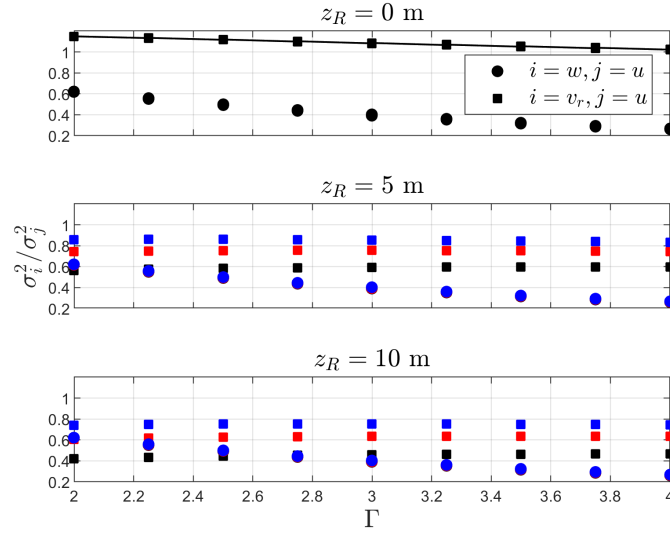 z_R = 0 m
1
0.8
0.6
0.4
0.2
i = w, j = u
i = v_r, j = u
z_R = 5 m
1
0.8
0.6
0.4
0.2
σ_i^2/σ_j^2
z_R = 10 m
1
0.8
0.6
0.4
0.2
2 2.2 2.4 2.6 2.8 3 3.2 3.4 3.6 3.8 4
Γ